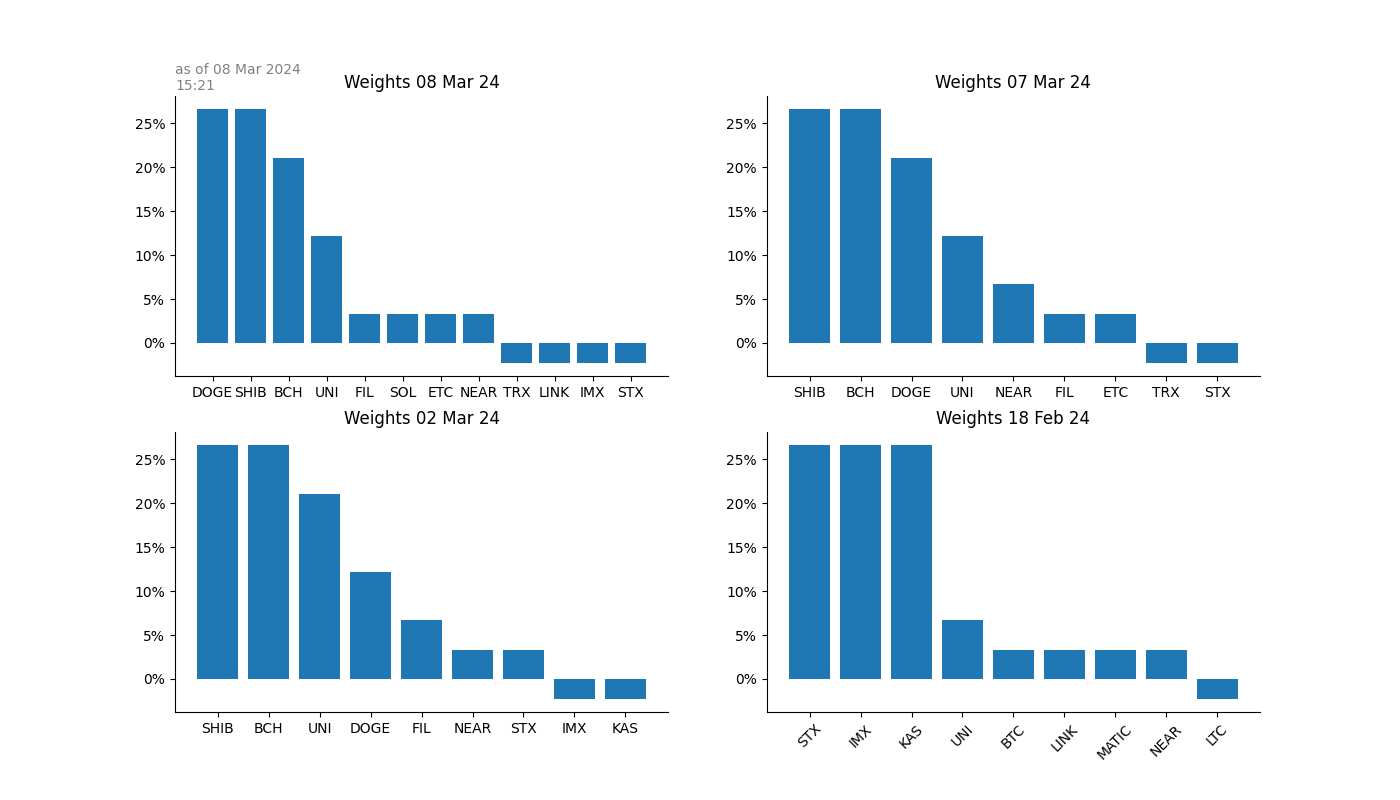 as of 08 Mar 2024
15:21
Weights 08 Mar 24
25%
20%
15%
10%
5%
0%
DOGE SHIB BCH UNI FIL SOL ETC NEAR TRX LINK IMX STX
Weights 07 Mar 24
25%
20%
15%
10%
5%
0%
SHIB BCH DOGE UNI NEAR FIL ETC TRX STX
Weights 02 Mar 24
25%
20%
15%
10%
5%
0%
SHIB BCH UNI DOGE FIL NEAR STX IMX KAS
Weights 18 Feb 24
25%
20%
15%
10%
5%
0%
STX IMX KAS UNI BTC LINK MATIC NEAR LTC